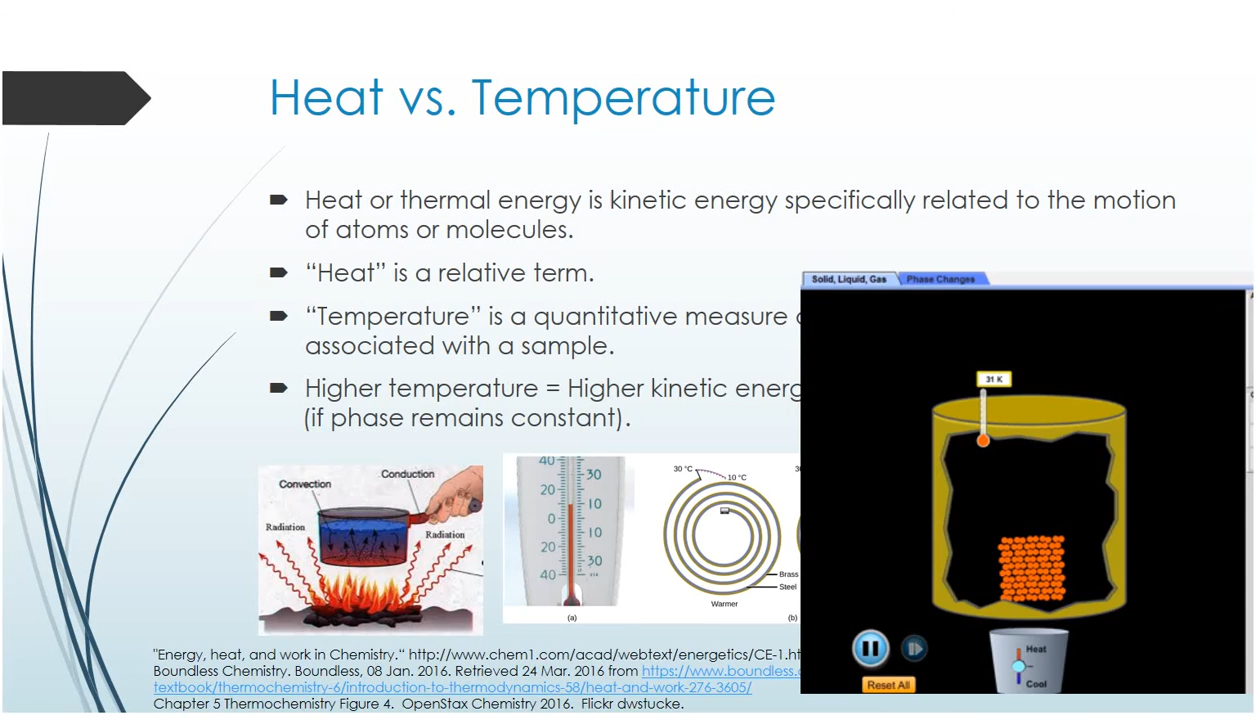 Heat vs. Temperature
Heat or thermal energy is kinetic energy specifically related to the motion
of atoms or molecules.
“Heat” is a relative term.
“Temperature” is a quantitative measure
associated with a sample.
Higher temperature = Higher kinetic energ
(if phase remains constant).
Solid, Liquid, Gas
Phase Changes
31 K
Heat
Cool
Reset All
Conduction
Convection
Radiation
Radiation
40
30
20
10
0
10
20
30
40
(a)
30 °C
10 °C
Brass
Steel
Warmer
(b)
"Energy, heat, and work in Chemistry.“ http://www.chem1.com/acad/webtext/energetics/CE-1.ht
Boundless Chemistry. Boundless, 08 Jan. 2016. Retrieved 24 Mar. 2016 from https://www.boundless.
textbook/thermochemistry-6/introduction-to-thermodynamics-58/heat-and-work-276-3605/
Chapter 5 Thermochemistry Figure 4.  OpenStax Chemistry 2016.  Flickr dwstucke.